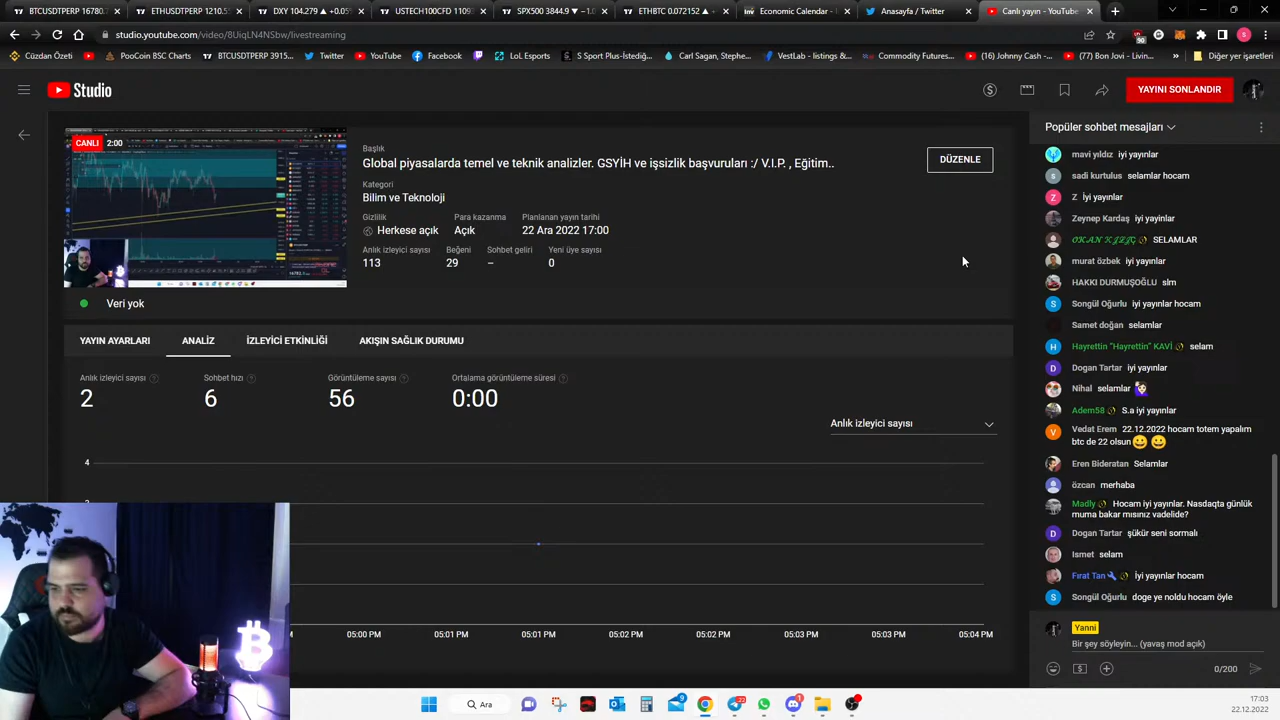 BTCUSDTPERP 16780.7
ETHUSDTPERP 1210.5
DXY 104.279 ▲ +0.05
USTECH100CFD 1109
SPX500 3844.9 ▼ −1.0
ETHBTC 0.072152 ▲
Economic Calendar -
Anasayfa / Twitter
Canlı yayın - YouTube
studio.youtube.com/video/8UiqLN4NSbw/livestreaming
90
Cüzdan Özeti
PooCoin BSC Charts
BTCUSDTPERP 3915...
Twitter
YouTube
Facebook
Twitch
LoL Esports
S Sport Plus-İstediğ...
Carl Sagan, Stephe...
VestLab - listings &...
Commodity Futures...
(16) Johnny Cash -...
(77) Bon Jovi - Livin...
»
Diğer yer işaretleri
Studio
YAYINI SONLANDIR
CANLI 2:00
Başlık
Global piyasalarda temel ve teknik analizler. GSYİH ve işsizlik başvuruları / V.I.P. , Eğitim..
DÜZENLE
Kategori
Bilim ve Teknoloji
Gizlilik
Herkese açık
Para kazanma
Açık
Planlanan yayın tarihi
22 Ara 2022 17:00
Anlık izleyici sayısı
113
Beğeni
29
Sohbet geliri
–
Hediye sayısı
Veri yok
YAYIN AYARLARI
ANALİZ
İZLEYİCİ ETKİNLİĞİ
AKIŞIN SAĞLIK DURUMU
Anlık izleyici sayısı
2
Sohbet hızı
6
Görüntüleme sayısı
56
Ortalama görüntüleme süresi
0:00
Anlık izleyici sayısı
4
05:00 PM
05:01 PM
05:01 PM
05:02 PM
05:02 PM
05:03 PM
05:04 PM
Popüler sohbet mesajları
mavi yıldız iyi yayınlar
sadi kurtulus selamlar hocam
Z iyi yayınlar
Zeynep Kardaş iyi yayınlar
SELAMLAR
murat özbek iyi yayınlar
HAKKI DURMUŞOĞLU slm
Songül Oğurlu iyi yayınlar hocam
Samet doğan selamlar
Hayrettin “Hayrettin” KAVİ selam
Dogan Tartar iyi yayınlar
Nihal selamlar
Adem58 S.a iyi yayınlar
Vedat Erem 22.12.2022 hocam totem yapalım
btc de 22 olsun
Eren Bideratan Selamlar
özcan merhaba
Madly Hocam iyi yayınlar. Nasdaqta günlük
muma bakar mısınız vadelide?
Dogan Tartar şükür seni sormalı
Ismet selam
Fırat Tan İyi yayınlar hocam
Songül Oğurlu doge ye noldu hocam öyle
Yanni
Bir şey söyleyin... (yavaş mod açık)
0/200
Ara
17:03
22.12.2022